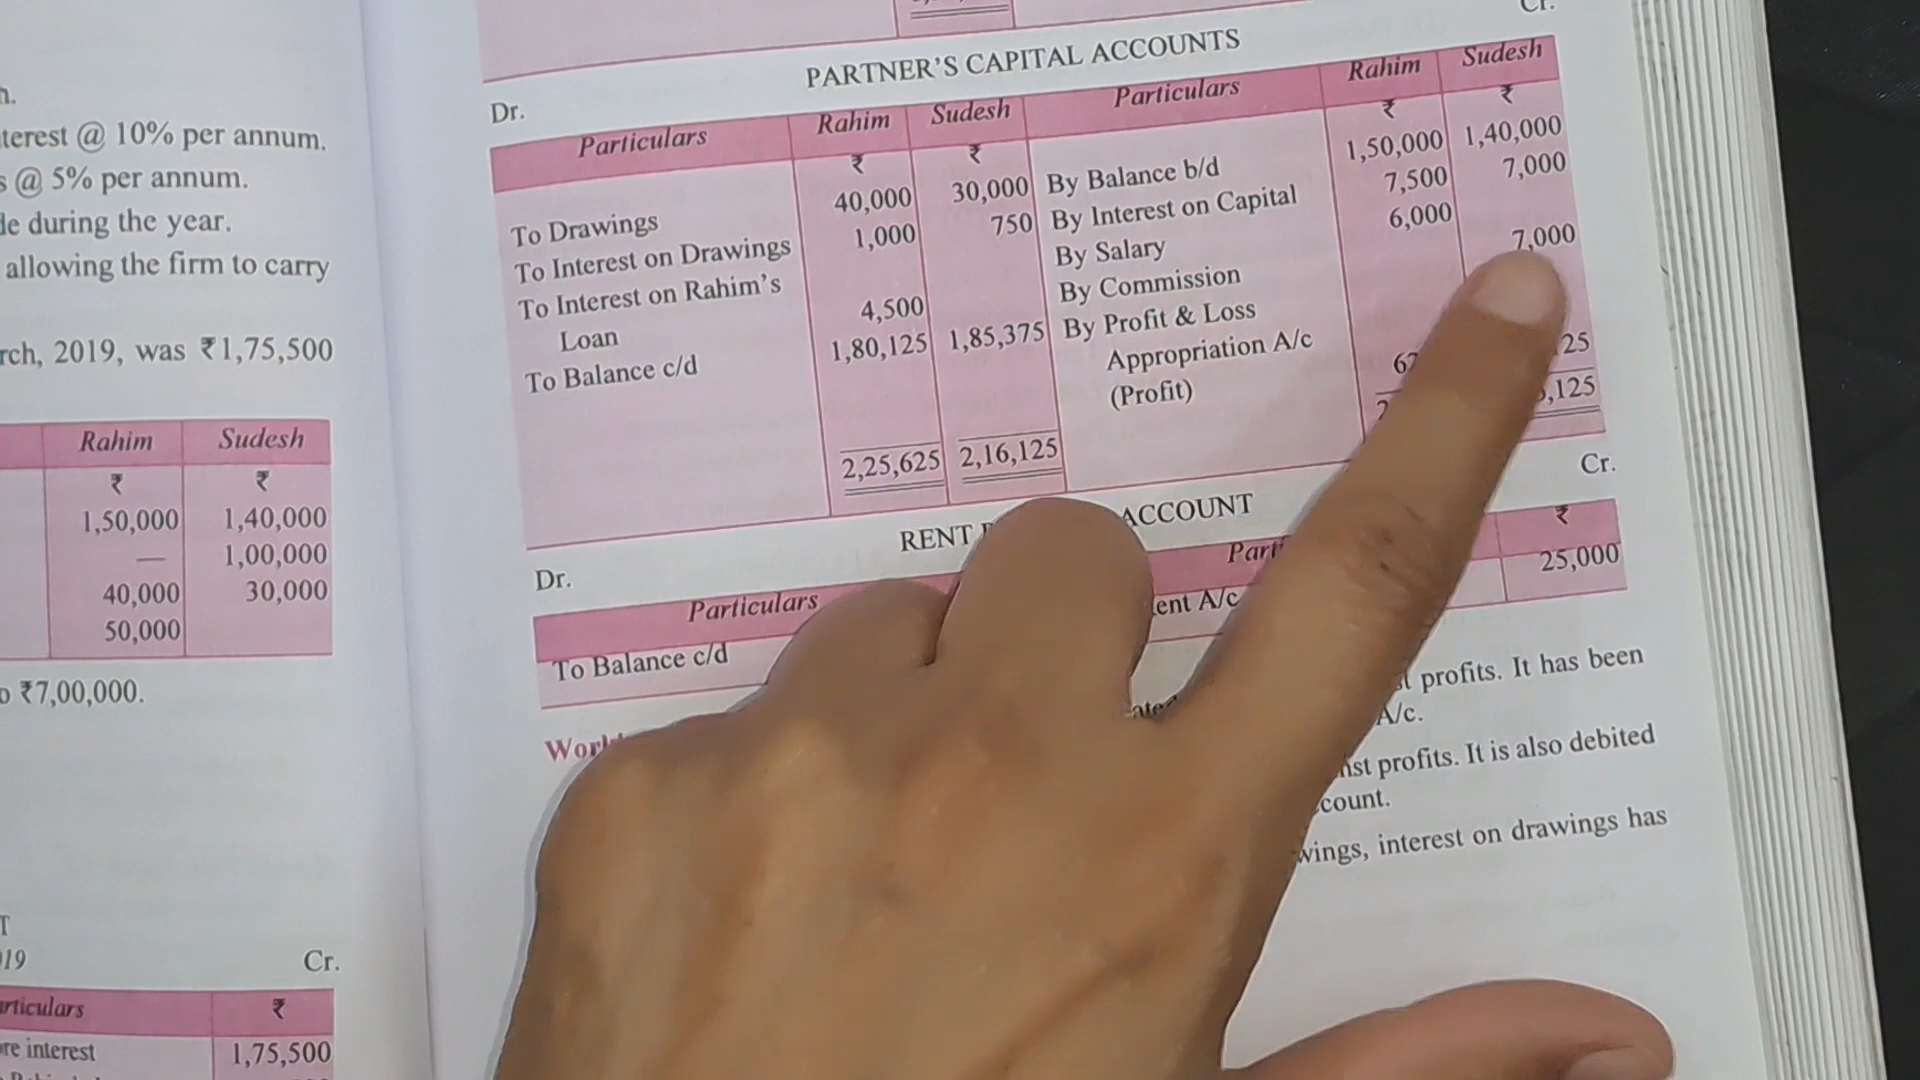 terest @ 10% per annum.
s @ 5% per annum.
de during the year.
allowing the firm to carry
rch, 2019, was ₹1,75,500
Rahim Sudesh
₹ ₹
1,50,000 1,40,000
— 1,00,000
40,000 30,000
50,000
₹7,00,000.
19
Cr.
articulars ₹
re interest 1,75,500
Cr.
PARTNER'S CAPITAL ACCOUNTS
Dr.
Particulars Rahim Sudesh Particulars Rahim Sudesh
₹ ₹ ₹ ₹
To Drawings 40,000 30,000 By Balance b/d 1,50,000 1,40,000
To Interest on Drawings 1,000 750 By Interest on Capital 7,500 7,000
To Interest on Rahim's By Salary 6,000
Loan 4,500 By Commission 7,000
To Balance c/d 1,80,125 1,85,375 By Profit & Loss
Appropriation A/c
(Profit) 25
2,25,625 2,16,125 ,125
RENT ACCOUNT
Dr. Cr.
Particulars Part ₹
To Balance c/d ent A/c 25,000
Work
profits. It has been
A/c.
nst profits. It is also debited
count.
wings, interest on drawings has